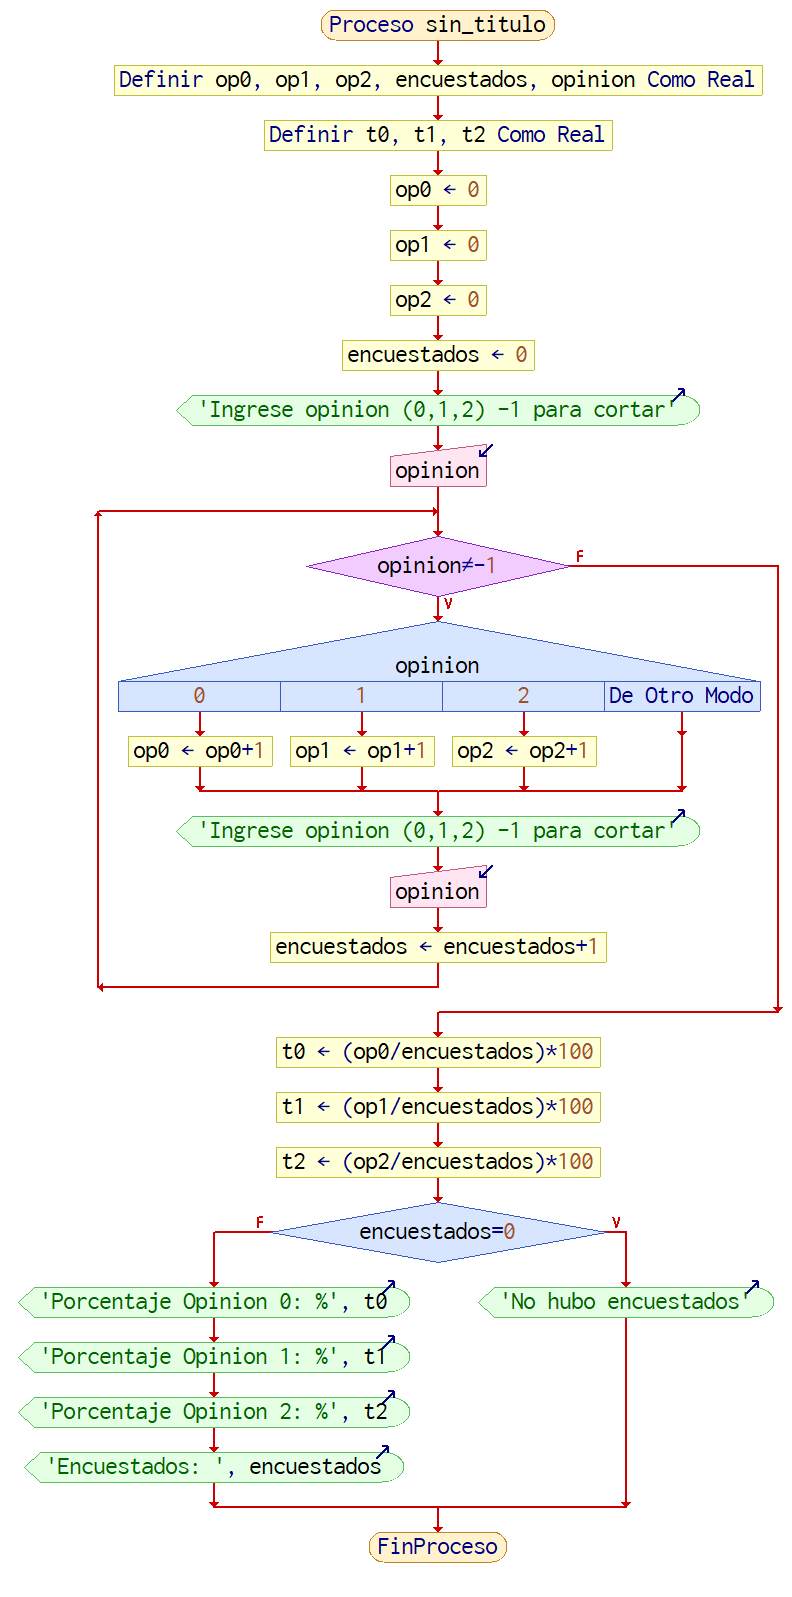 Proceso sin_titulo
Definir op0, op1, op2, encuestados, opinion Como Real
Definir t0, t1, t2 Como Real
op0 ← 0
op1 ← 0
op2 ← 0
encuestados ← 0
'Ingrese opinion (0,1,2) -1 para cortar'
opinion
opinion≠-1
F
V
opinion
0 1 2 De Otro Modo
op0 ← op0+1 op1 ← op1+1 op2 ← op2+1
'Ingrese opinion (0,1,2) -1 para cortar'
opinion
encuestados ← encuestados+1
t0 ← (op0/encuestados)*100
t1 ← (op1/encuestados)*100
t2 ← (op2/encuestados)*100
F V
encuestados=0
'Porcentaje Opinion 0: %', t0 'No hubo encuestados'
'Porcentaje Opinion 1: %', t1
'Porcentaje Opinion 2: %', t2
'Encuestados: ', encuestados
FinProceso